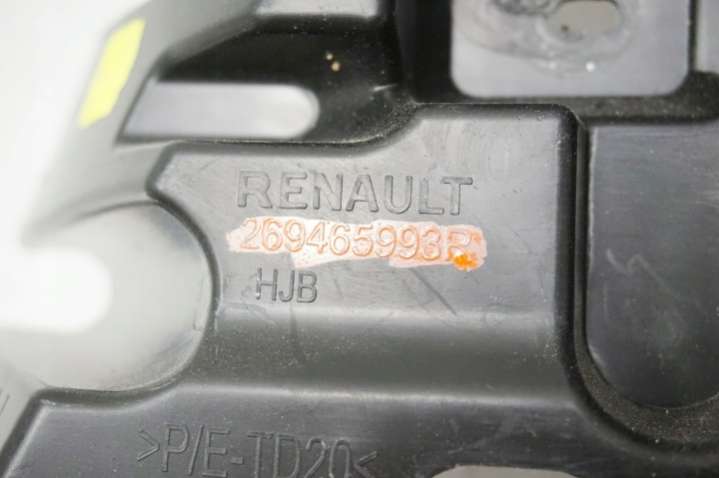 RENAULT
269465993R
HJB
>P/E-TD20<